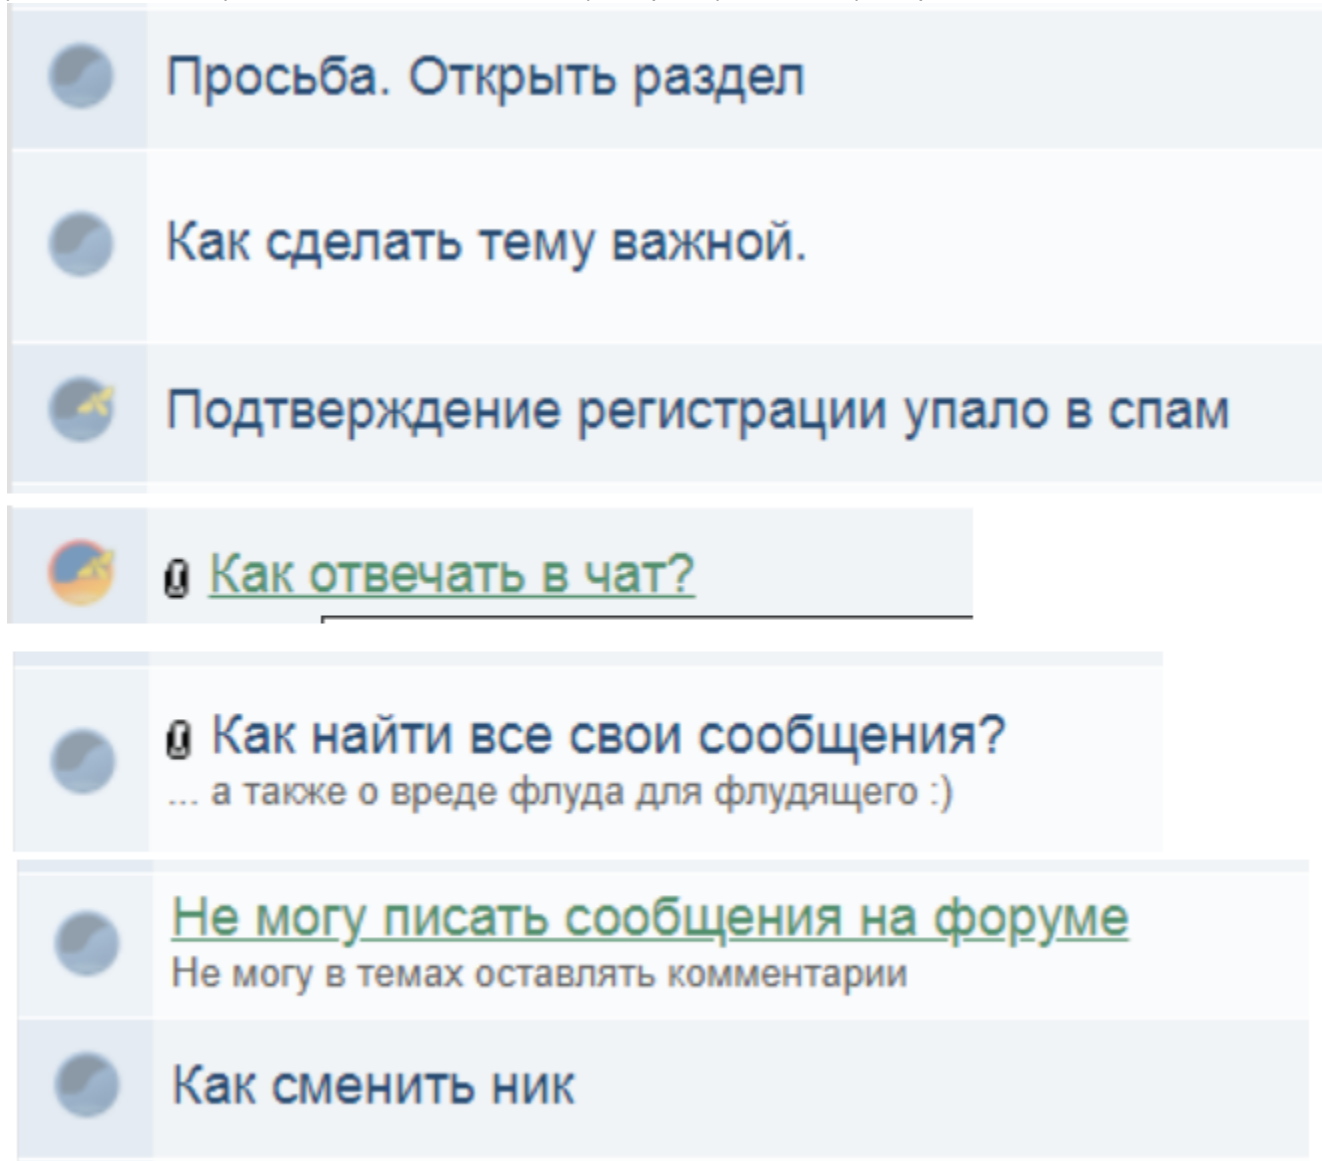 Просьба. Открыть раздел
Как сделать тему важной.
Подтверждение регистрации упало в спам
Как отвечать в чат?
Как найти все свои сообщения?
... а также о вреде флуда для флудящего :)
Не могу писать сообщения на форуме
Не могу в темах оставлять комментарии
Как сменить ник